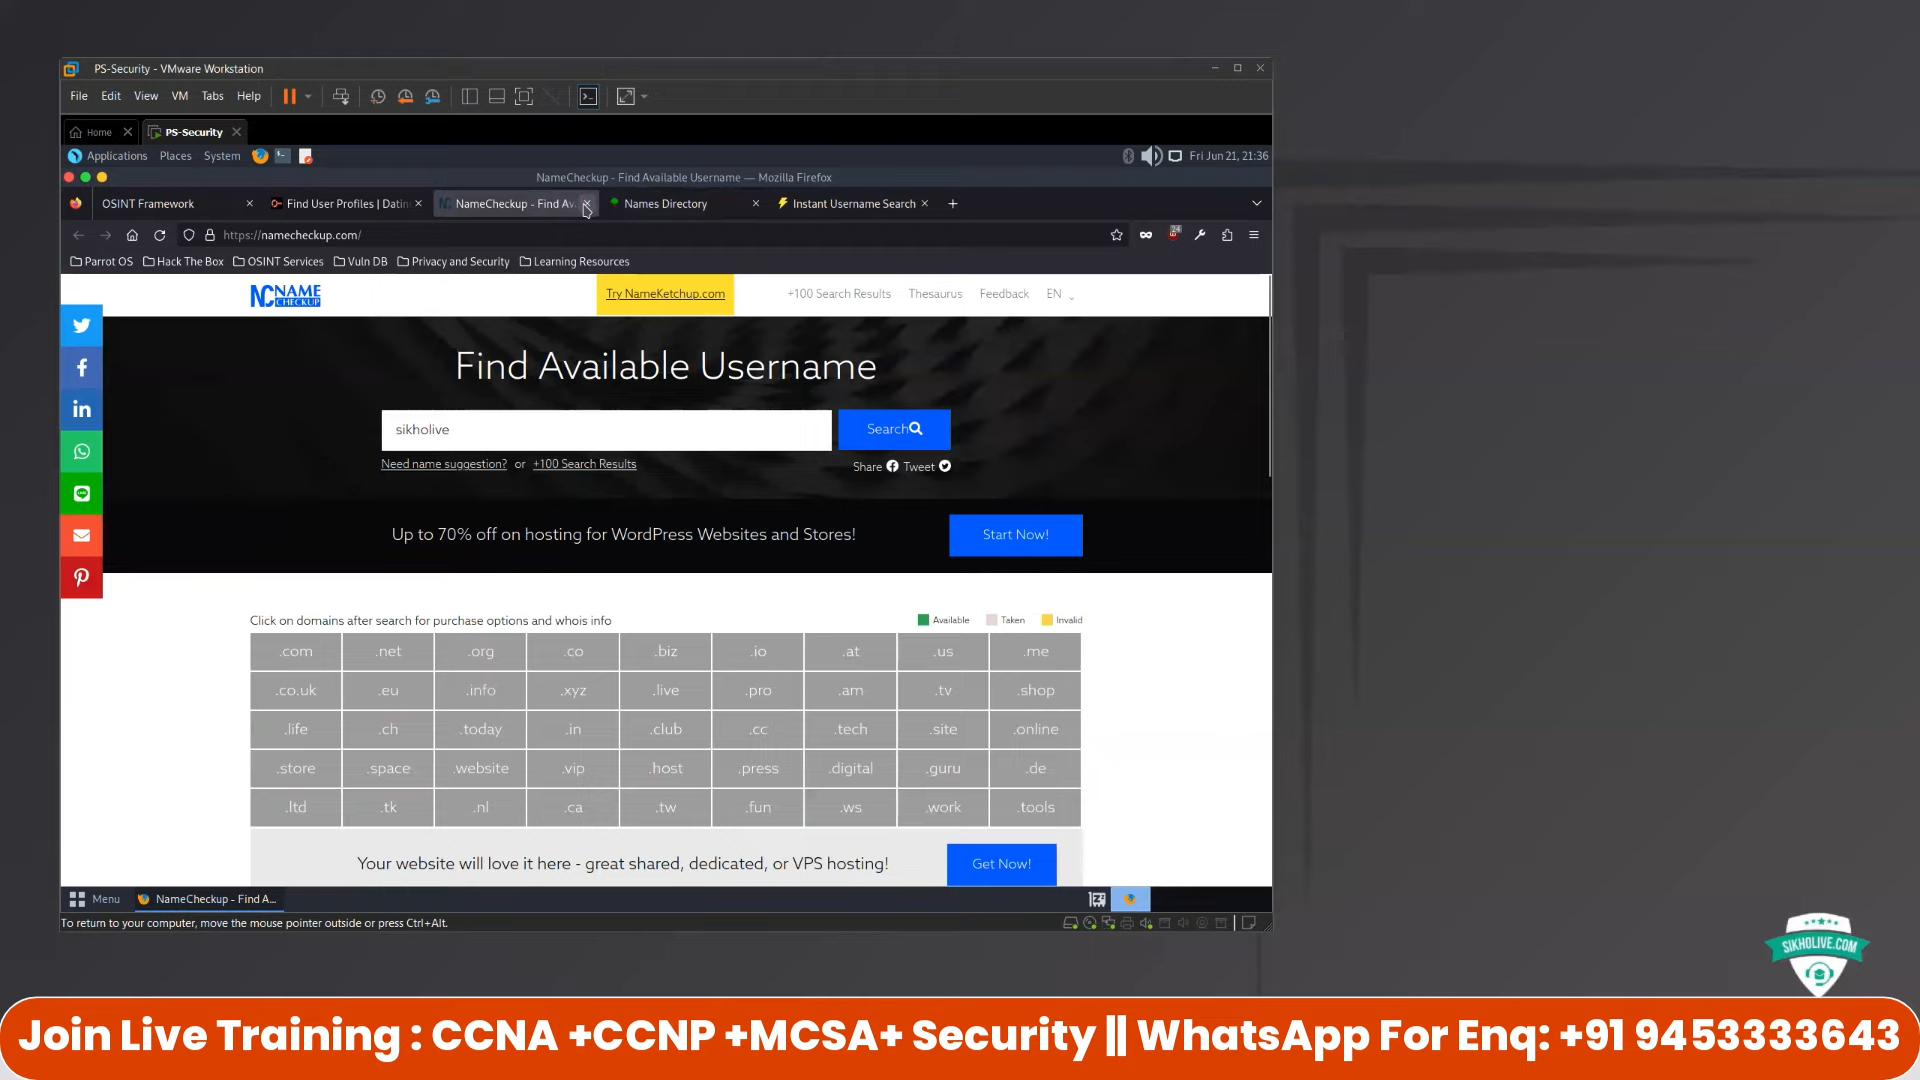 PS-Security - VMware Workstation
File Edit View VM Tabs Help
Home PS-Security
Applications Places System Fri Jun 21, 21:36
NameCheckup - Find Available Username — Mozilla Firefox
OSINT Framework Find User Profiles | Datin NameCheckup - Find Av Names Directory Instant Username Search
https://namecheckup.com/ 24
Parrot OS Hack The Box OSINT Services Vuln DB Privacy and Security Learning Resources
NC NAME CHECKUP Try NameKetchup.com +100 Search Results Thesaurus Feedback EN
Find Available Username
sikholive Search
Need name suggestion? or +100 Search Results Share Tweet
Up to 70% off on hosting for WordPress Websites and Stores! Start Now!
Click on domains after search for purchase options and whois info Available Taken Invalid
.com .net .org .co .biz .io .at .us .me
.co.uk .eu .info .xyz .live .pro .am .tv .shop
.life .ch .today .in .club .cc .tech .site .online
.store .space .website .vip .host .press .digital .guru .de
.ltd .tk .nl .ca .tw .fun .ws .work .tools
Your website will love it here - great shared, dedicated, or VPS hosting! Get Now!
Menu NameCheckup - Find A...
To return to your computer, move the mouse pointer outside or press Ctrl+Alt.
SIKHOLIVE.COM
Join Live Training : CCNA +CCNP +MCSA+ Security || WhatsApp For Enq: +91 9453333643